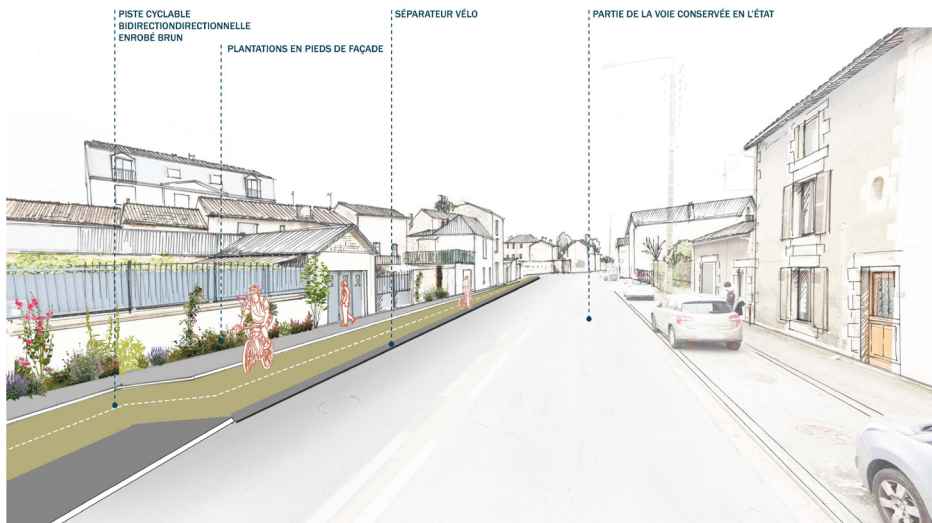 PISTE CYCLABLE
BIDIRECTIONDIRECTIONNELLE
ENROBÉ BRUN
PLANTATIONS EN PIEDS DE FAÇADE
SÉPARATEUR VÉLO
PARTIE DE LA VOIE CONSERVÉE EN L'ÉTAT